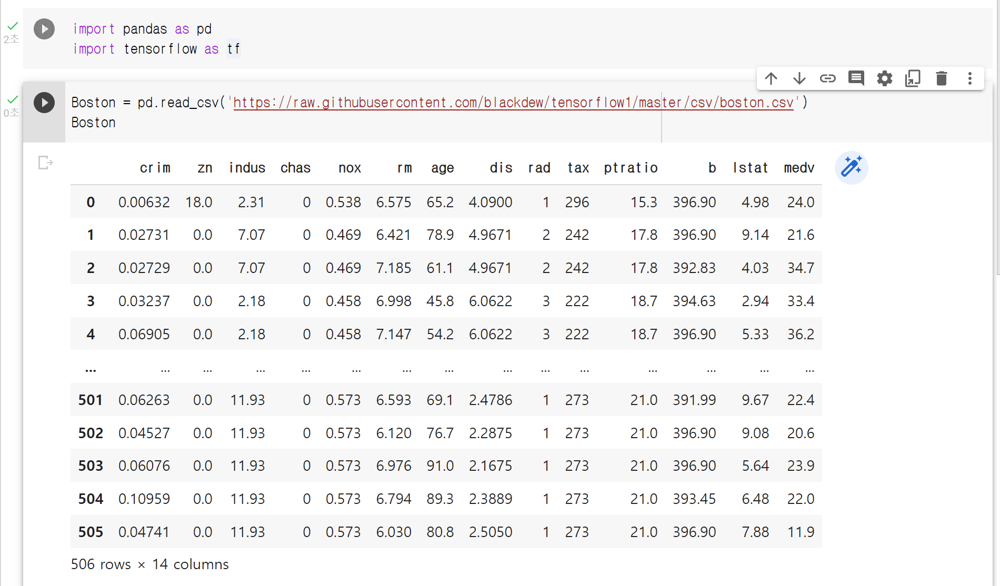 import pandas as pd
2초
import tensorflow as tf
Boston = pd.read_csv('https://raw.githubusercontent.com/blackdew/tensorflow1/master/csv/boston.csv')
0초
Boston
crim zn indus chas nox rm age dis rad tax ptratio b lstat medv
0 0.00632 18.0 2.31 0 0.538 6.575 65.2 4.0900 1 296 15.3 396.90 4.98 24.0
1 0.02731 0.0 7.07 0 0.469 6.421 78.9 4.9671 2 242 17.8 396.90 9.14 21.6
2 0.02729 0.0 7.07 0 0.469 7.185 61.1 4.9671 2 242 17.8 392.83 4.03 34.7
3 0.03237 0.0 2.18 0 0.458 6.998 45.8 6.0622 3 222 18.7 394.63 2.94 33.4
4 0.06905 0.0 2.18 0 0.458 7.147 54.2 6.0622 3 222 18.7 396.90 5.33 36.2
... ... ... ... ... ... ... ... ... ... ... ... ... ... ...
501 0.06263 0.0 11.93 0 0.573 6.593 69.1 2.4786 1 273 21.0 391.99 9.67 22.4
502 0.04527 0.0 11.93 0 0.573 6.120 76.7 2.2875 1 273 21.0 396.90 9.08 20.6
503 0.06076 0.0 11.93 0 0.573 6.976 91.0 2.1675 1 273 21.0 396.90 5.64 23.9
504 0.10959 0.0 11.93 0 0.573 6.794 89.3 2.3889 1 273 21.0 393.45 6.48 22.0
505 0.04741 0.0 11.93 0 0.573 6.030 80.8 2.5050 1 273 21.0 396.90 7.88 11.9
506 rows × 14 columns